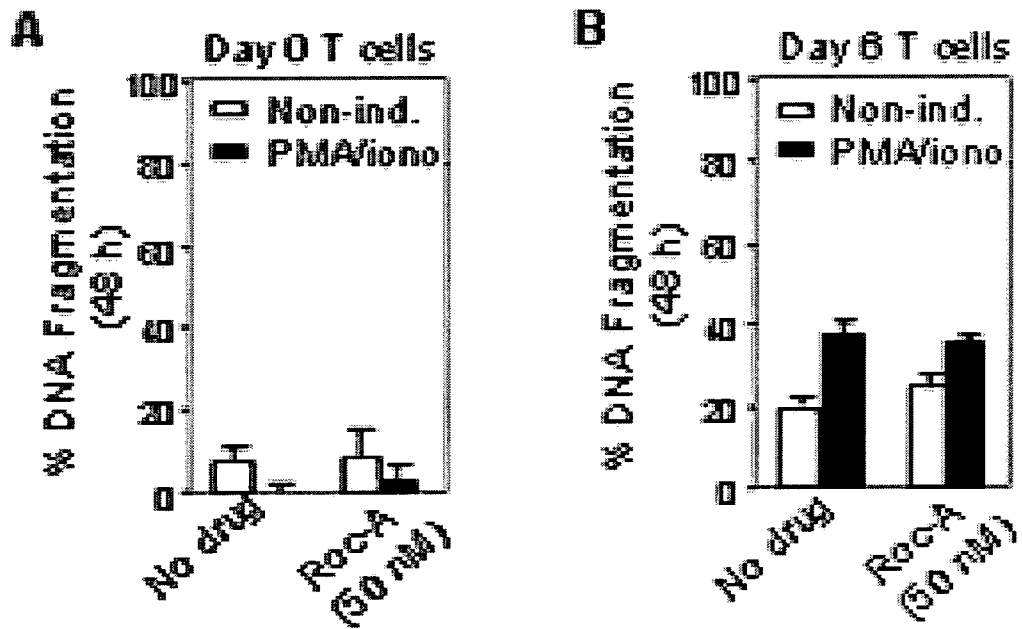 A
Day 0 T cells
% DNA Fragmentation
(48 h)
100
80
60
40
20
0
Non-ind.
PMA/iono
No drug
Roc-A
(50 nM)
B
Day 6 T cells
% DNA Fragmentation
(48 h)
100
80
60
40
20
0
Non-ind.
PMA/iono
No drug
Roc-A
(50 nM)